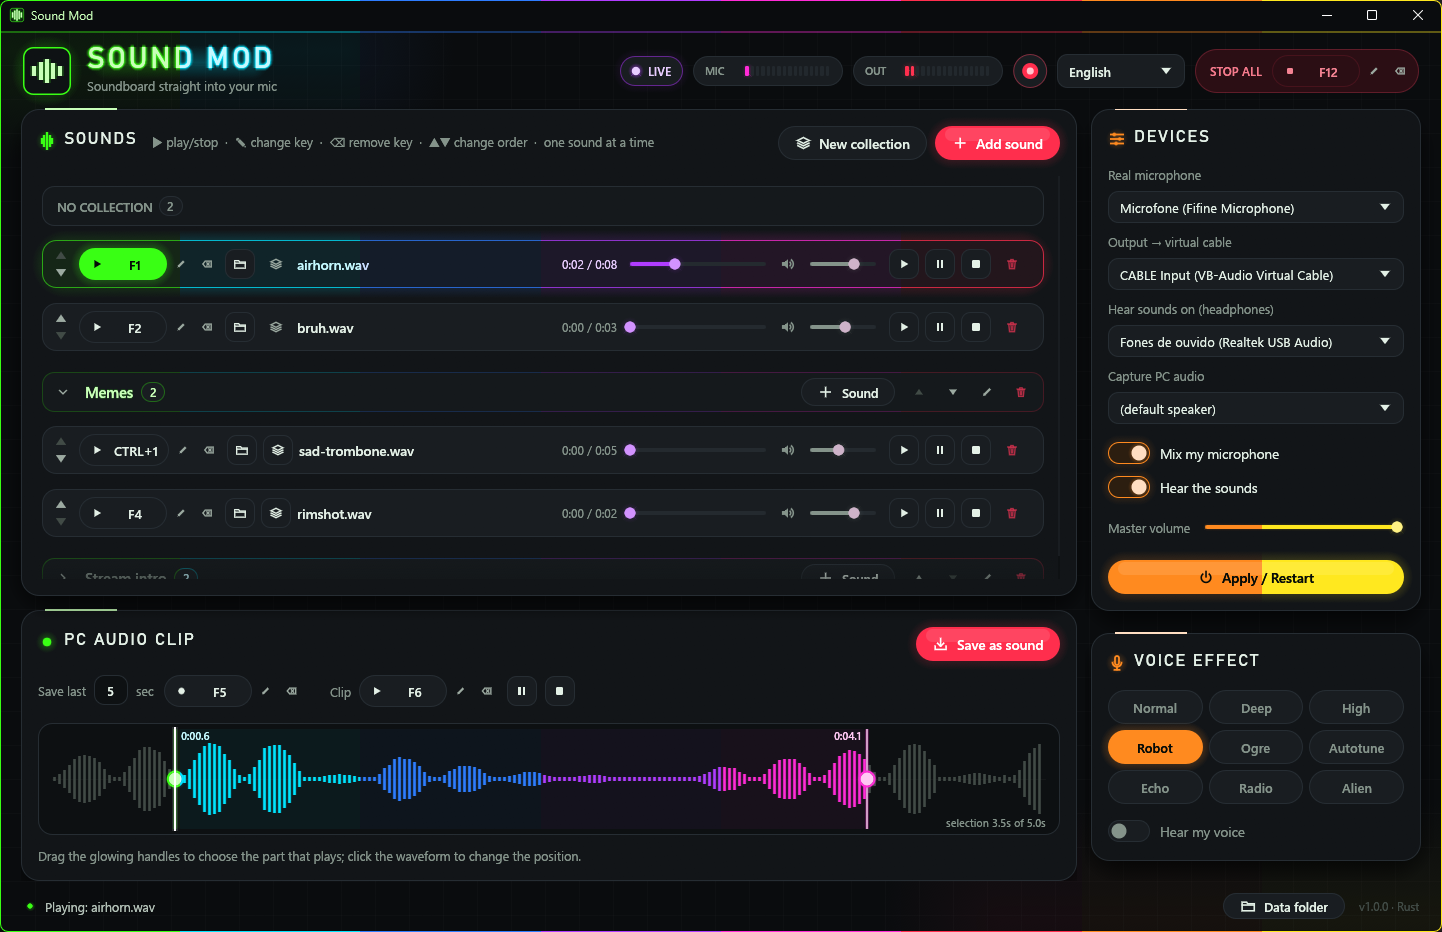 Sound Mod
SOUND MOD
Soundboard straight into your mic
LIVE
MIC
OUT
English
STOP ALL
F12
SOUNDS
play/stop · change key · remove key · change order · one sound at a time
New collection
Add sound
NO COLLECTION 2
F1 airhorn.wav 0:02 / 0:08
F2 bruh.wav 0:00 / 0:03
Memes 2 Sound
CTRL+1 sad-trombone.wav 0:00 / 0:05
F4 rimshot.wav 0:00 / 0:02
Stream intro 2 Sound
PC AUDIO CLIP
Save as sound
Save last 5 sec F5 Clip F6
0:00.6 0:04.1
selection 3.5s of 5.0s
Drag the glowing handles to choose the part that plays; click the waveform to change the position.
DEVICES
Real microphone
Microfone (Fifine Microphone)
Output → virtual cable
CABLE Input (VB-Audio Virtual Cable)
Hear sounds on (headphones)
Fones de ouvido (Realtek USB Audio)
Capture PC audio
(default speaker)
Mix my microphone
Hear the sounds
Master volume
Apply / Restart
VOICE EFFECT
Normal Deep High
Robot Ogre Autotune
Echo Radio Alien
Hear my voice
Playing: airhorn.wav
Data folder
v1.0.0 · Rust